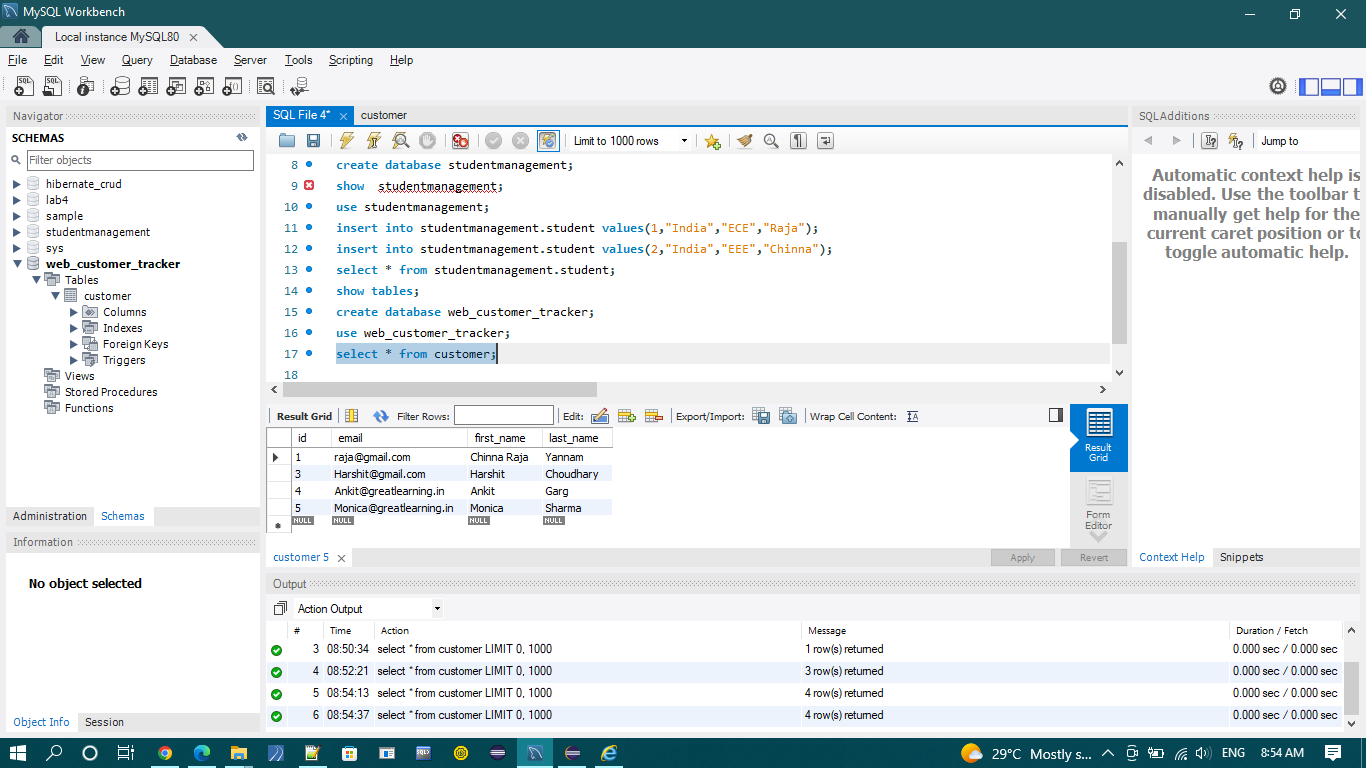 MySQL Workbench
Local instance MySQL80
File Edit View Query Database Server Tools Scripting Help
Navigator
SCHEMAS
Filter objects
hibernate_crud
lab4
sample
studentmanagement
sys
web_customer_tracker
Tables
customer
Columns
Indexes
Foreign Keys
Triggers
Views
Stored Procedures
Functions
Administration Schemas
Information
No object selected
Object Info Session
SQL File 4* customer
Limit to 1000 rows
8 create database studentmanagement;
9 show  studentmanagement;
10 use studentmanagement;
11 insert into studentmanagement.student values(1,"India","ECE","Raja");
12 insert into studentmanagement.student values(2,"India","EEE","Chinna");
13 select * from studentmanagement.student;
14 show tables;
15 create database web_customer_tracker;
16 use web_customer_tracker;
17 select * from customer;
18
Result Grid Filter Rows: Edit: Export/Import: Wrap Cell Content: IA
id email first_name last_name
1 raja@gmail.com Chinna Raja Yannam
3 Harshit@gmail.com Harshit Choudhary
4 Ankit@greatlearning.in Ankit Garg
5 Monica@greatlearning.in Monica Sharma
NULL NULL NULL NULL
Result
Grid
Form
Editor
customer 5
Apply Revert
Output
Action Output
# Time Action Message Duration / Fetch
3 08:50:34 select * from customer LIMIT 0, 1000 1 row(s) returned 0.000 sec / 0.000 sec
4 08:52:21 select * from customer LIMIT 0, 1000 3 row(s) returned 0.000 sec / 0.000 sec
5 08:54:13 select * from customer LIMIT 0, 1000 4 row(s) returned 0.000 sec / 0.000 sec
6 08:54:37 select * from customer LIMIT 0, 1000 4 row(s) returned 0.000 sec / 0.000 sec
SQLAdditions
Jump to
Automatic context help is
disabled. Use the toolbar t
manually get help for the
current caret position or to
toggle automatic help.
Context Help Snippets
29°C Mostly s... ENG 8:54 AM